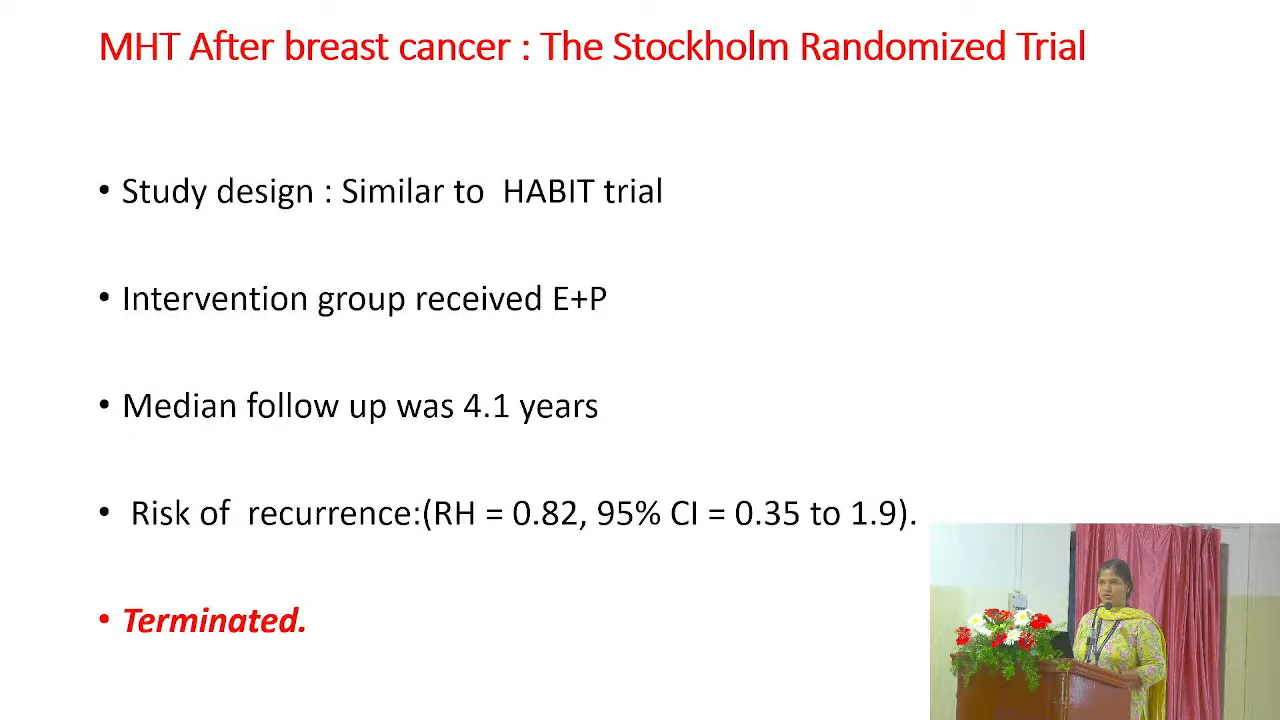 MHT After breast cancer : The Stockholm Randomized Trial
• Study design : Similar to HABIT trial
• Intervention group received E+P
• Median follow up was 4.1 years
• Risk of recurrence:(RH = 0.82, 95% CI = 0.35 to 1.9).
• Terminated.